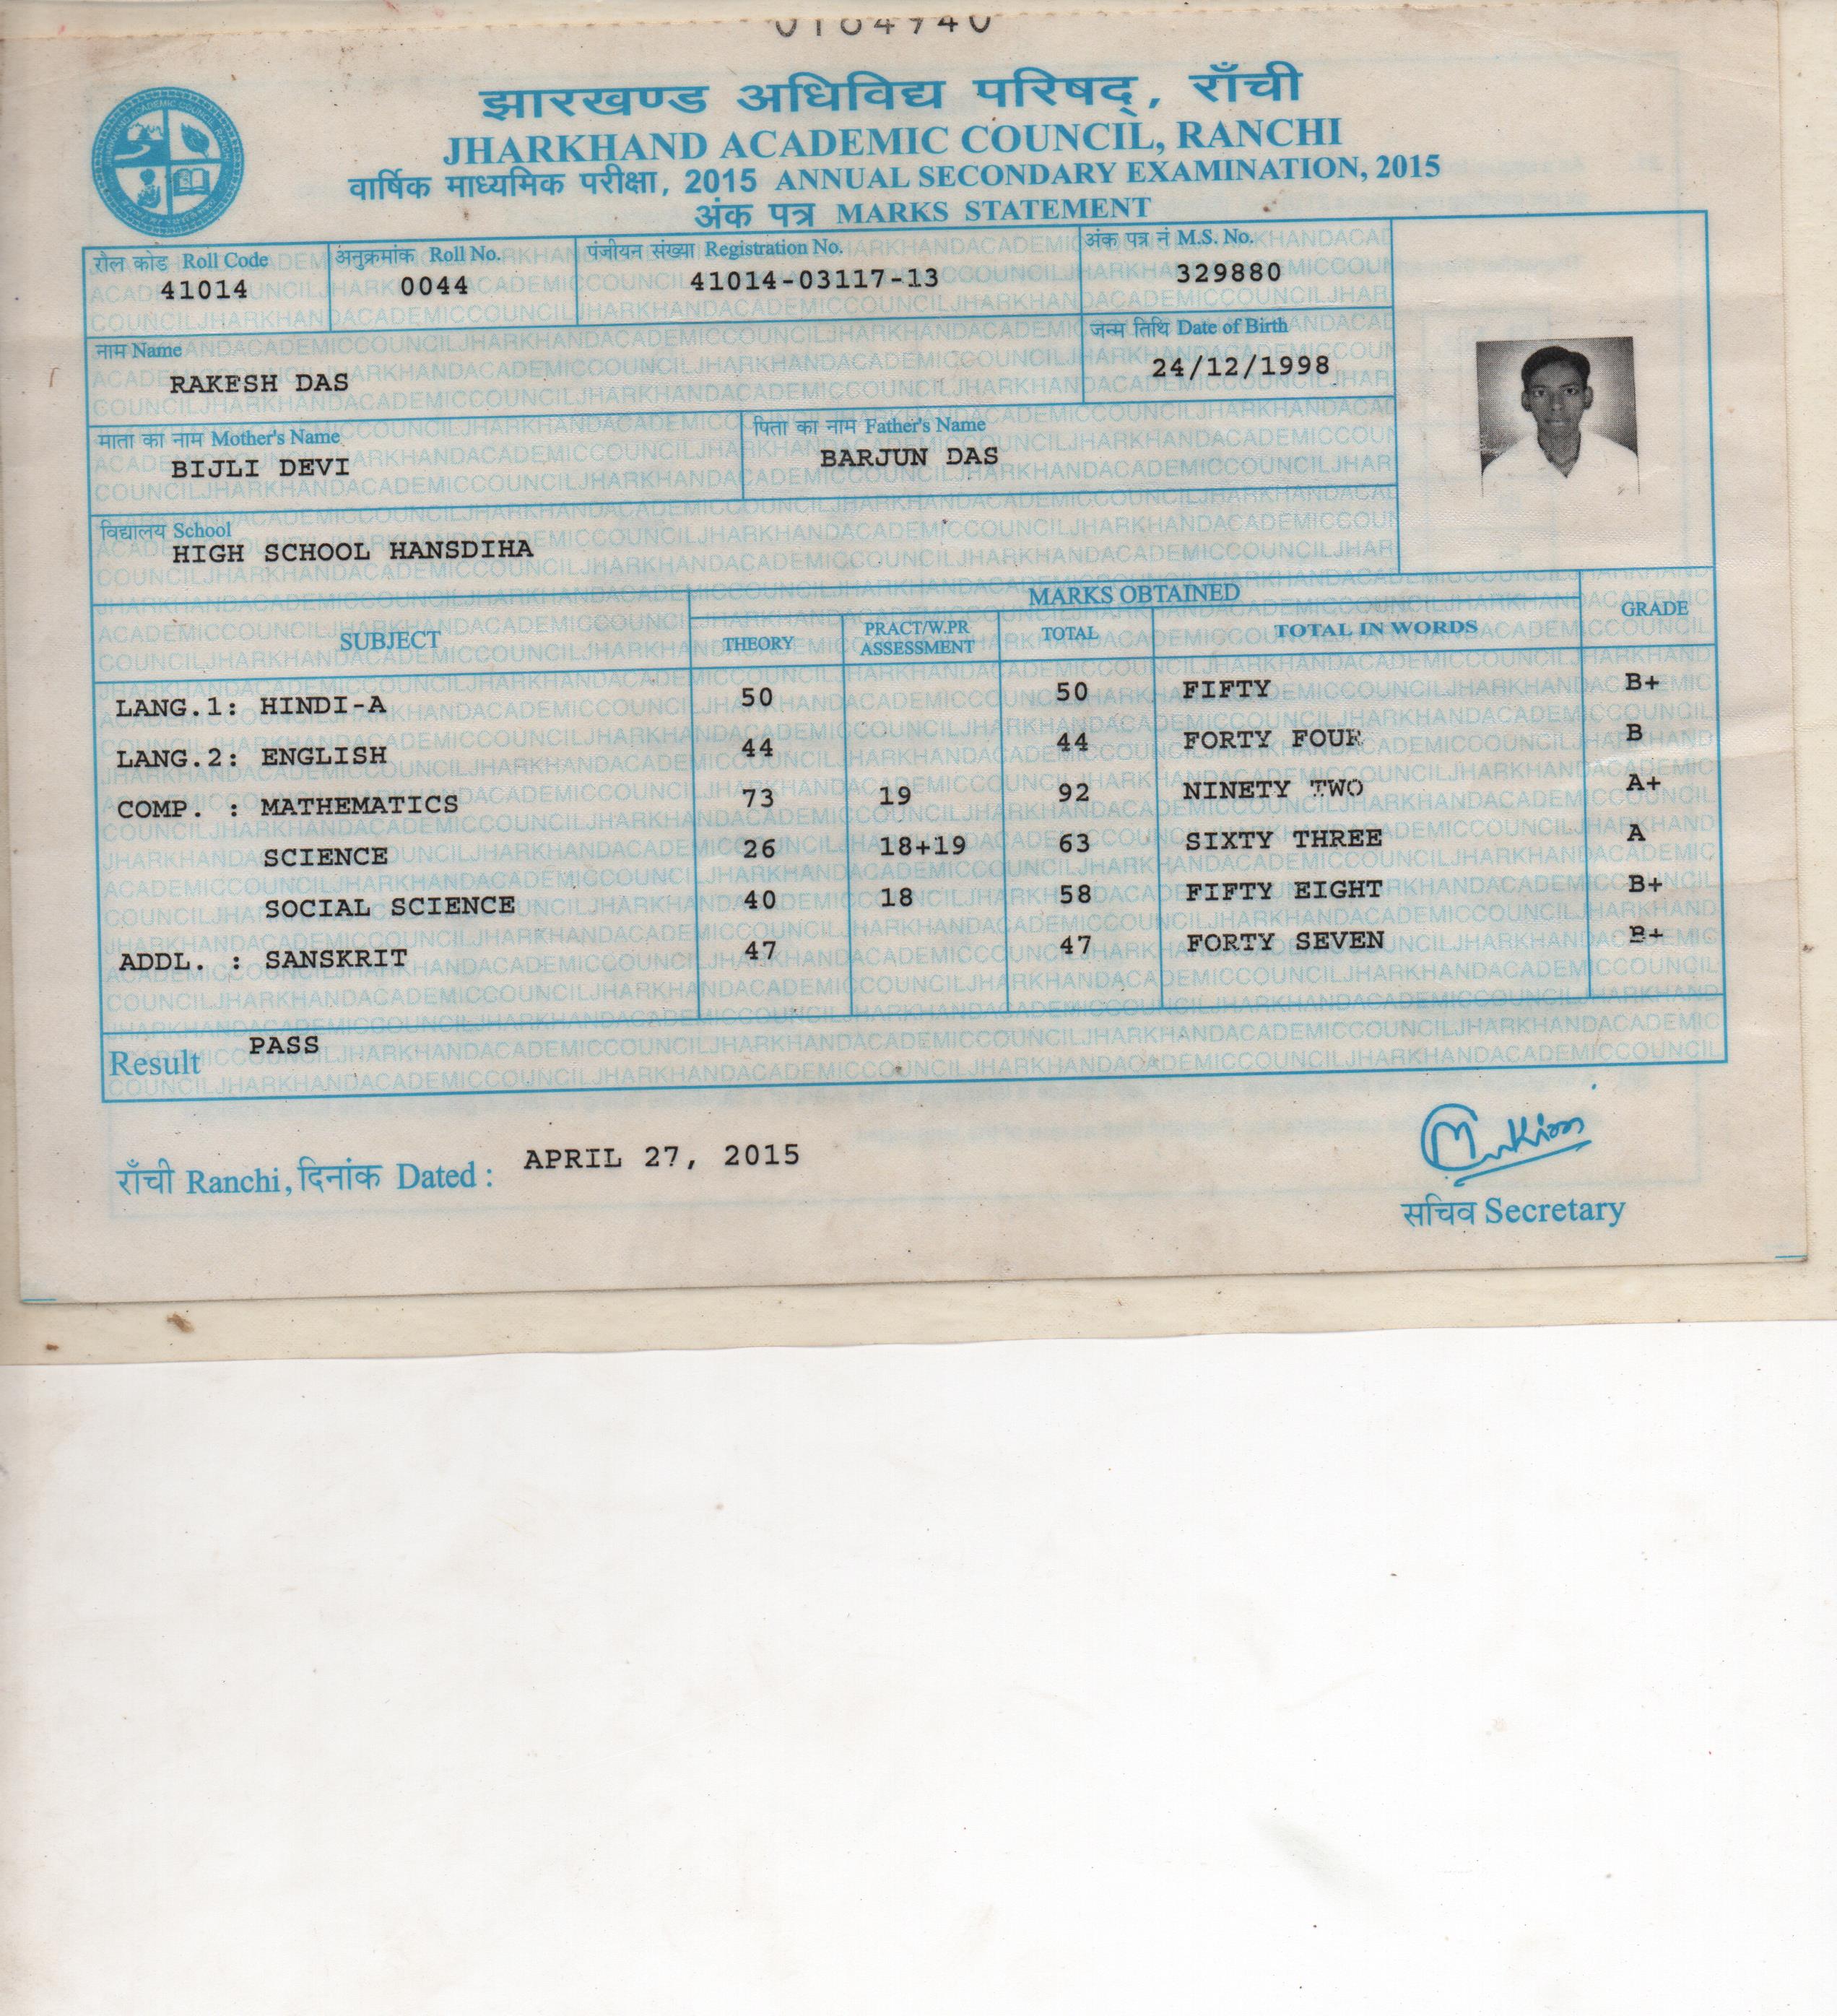 झारखण्ड अधिविद्य परिषद्, राँची
JHARKHAND ACADEMIC COUNCIL, RANCHI
वार्षिक माध्यमिक परीक्षा, 2015 ANNUAL SECONDARY EXAMINATION, 2015
अंक पत्र MARKS STATEMENT
रौल कोड Roll Code अनुक्रमांक Roll No. पंजीयन संख्या Registration No. अंक पत्र नं M.S. No.
41014 0044 41014-03117-13 329880
नाम Name जन्म तिथि Date of Birth
RAKESH DAS 24/12/1998
माता का नाम Mother's Name पिता का नाम Father's Name
BIJLI DEVI BARJUN DAS
विद्यालय School
HIGH SCHOOL HANSDIHA
SUBJECT MARKS OBTAINED GRADE
THEORY PRACT/W.PR ASSESSMENT TOTAL TOTAL IN WORDS
LANG.1: HINDI-A 50 50 FIFTY B+
LANG.2: ENGLISH 44 44 FORTY FOUR B
COMP. : MATHEMATICS 73 19 92 NINETY TWO A+
SCIENCE 26 18+19 63 SIXTY THREE A
SOCIAL SCIENCE 40 18 58 FIFTY EIGHT B+
ADDL. : SANSKRIT 47 47 FORTY SEVEN B+
Result PASS
राँची Ranchi, दिनांक Dated : APRIL 27, 2015
सचिव Secretary